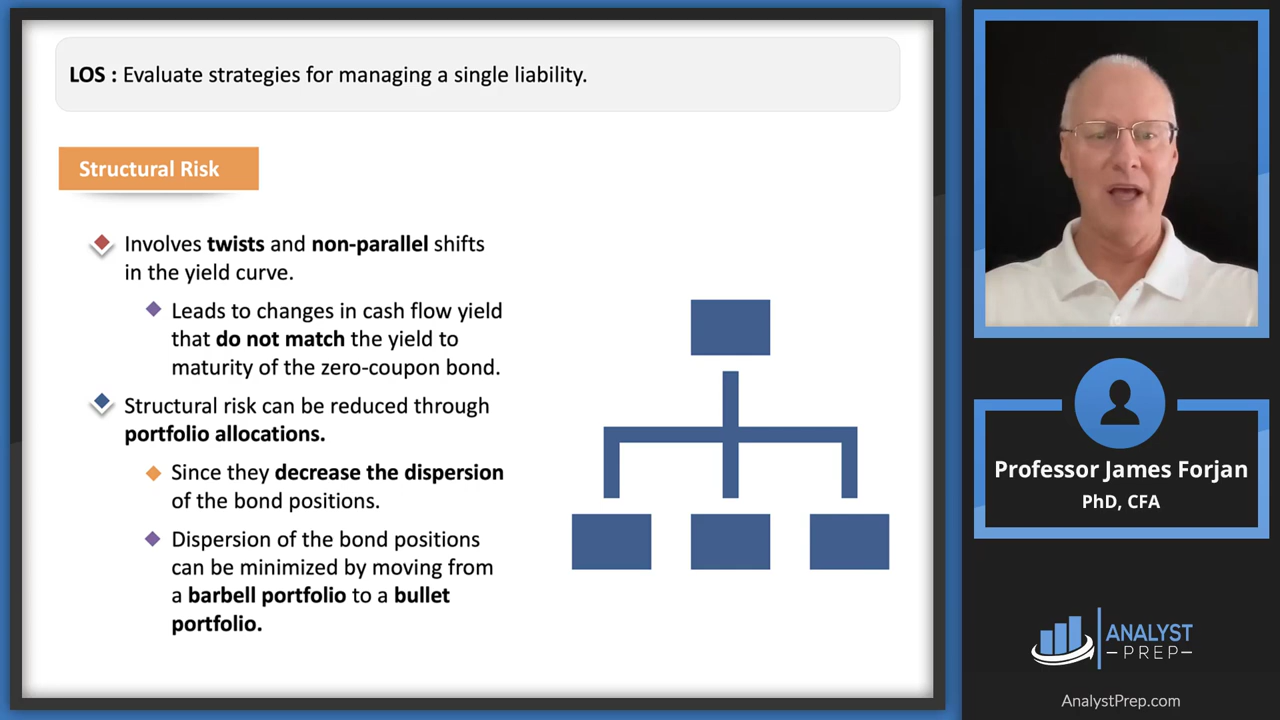 LOS : Evaluate strategies for managing a single liability.
Structural Risk
Involves twists and non-parallel shifts
in the yield curve.
Leads to changes in cash flow yield
that do not match the yield to
maturity of the zero-coupon bond.
Structural risk can be reduced through
portfolio allocations.
Since they decrease the dispersion
of the bond positions.
Dispersion of the bond positions
can be minimized by moving from
a barbell portfolio to a bullet
portfolio.
Professor James Forjan
PhD, CFA
ANALYST
PREP
AnalystPrep.com